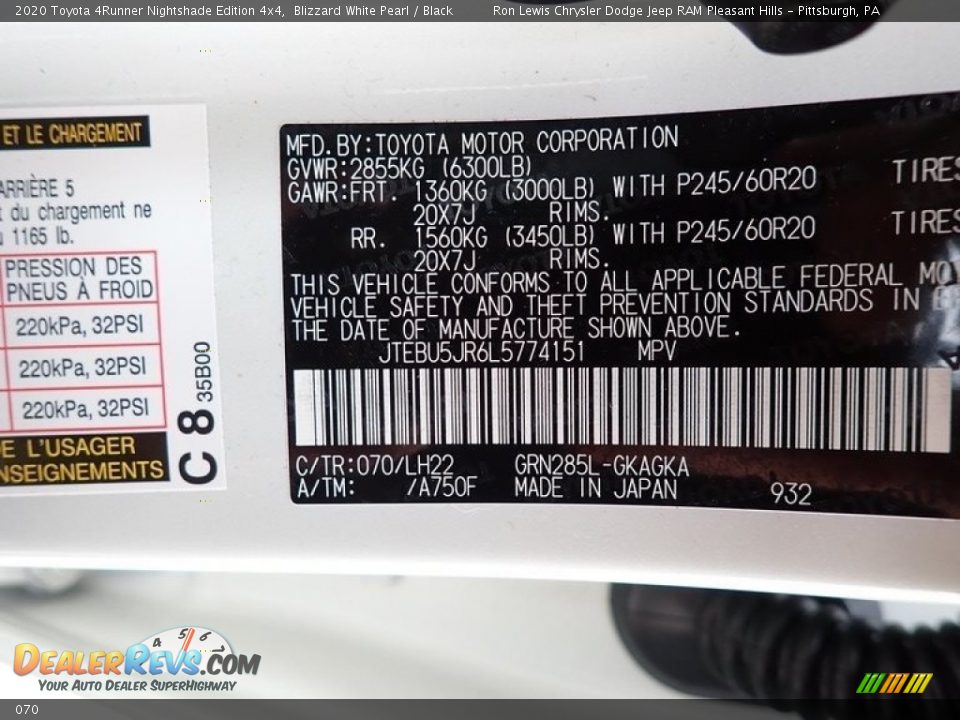 2020 Toyota 4Runner Nightshade Edition 4x4, Blizzard White Pearl / Black Ron Lewis Chrysler Dodge Jeep RAM Pleasant Hills - Pittsburgh, PA
ET LE CHARGEMENT
ARRIÈRE 5
du chargement ne
1165 lb.
PRESSION DES
PNEUS À FROID
220kPa, 32PSI
220kPa, 32PSI
220kPa, 32PSI
L'USAGER
C 8 35B00
MFD.BY:TOYOTA MOTOR CORPORATION
GVWR:2855KG (6300LB)
GAWR:FRT. 1360KG (3000LB) WITH P245/60R20 TIRES
20X7J RIMS.
RR. 1560KG (3450LB) WITH P245/60R20 TIRES
20X7J RIMS.
THIS VEHICLE CONFORMS TO ALL APPLICABLE FEDERAL
VEHICLE SAFETY AND THEFT PREVENTION STANDARDS IN
THE DATE OF MANUFACTURE SHOWN ABOVE.
JTEBU5JR6L5774151 MPV
C/TR:070/LH22 GRN285L-GKAGKA
A/TM: /A750F MADE IN JAPAN 932
4 5 6
DEALERREVS.COM
YOUR AUTO DEALER SUPERHIGHWAY
070